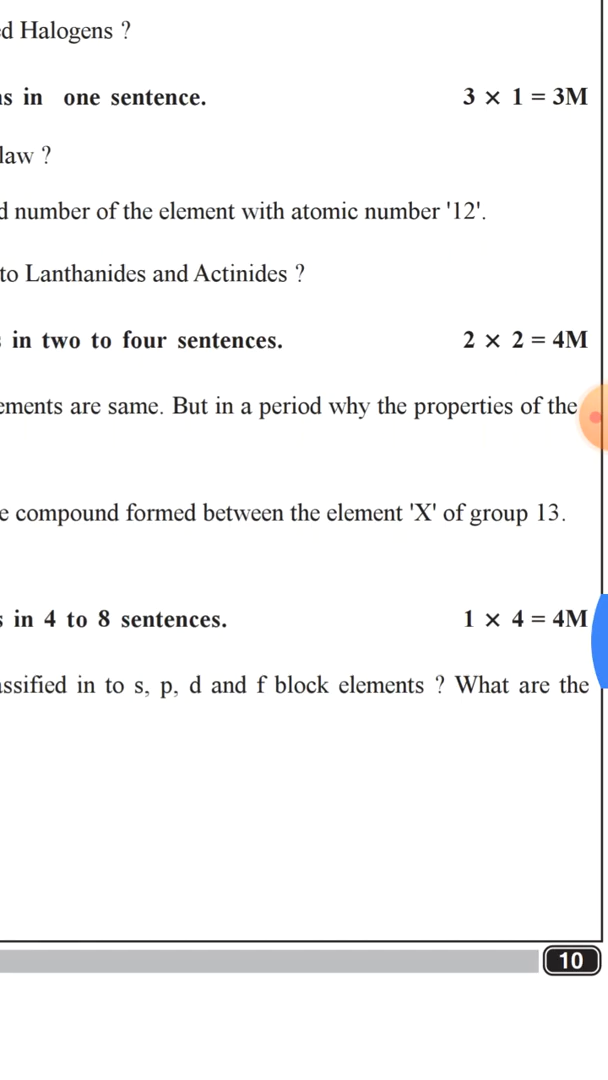 d Halogens ?
s in one sentence. 3 × 1 = 3M
law ?
d number of the element with atomic number '12'.
to Lanthanides and Actinides ?
in two to four sentences. 2 × 2 = 4M
ements are same. But in a period why the properties of the
e compound formed between the element 'X' of group 13.
s in 4 to 8 sentences. 1 × 4 = 4M
ssified in to s, p, d and f block elements ? What are the
10